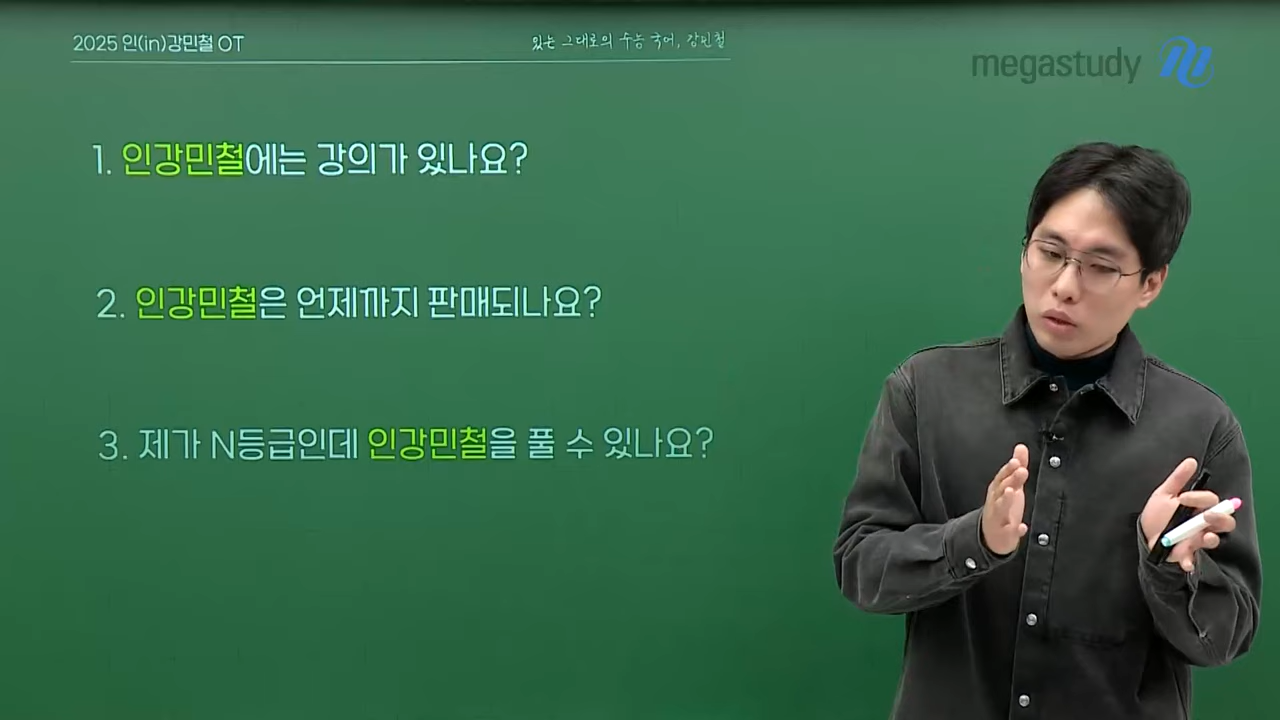 2025 인(in)강민철 OT
있는 그대로의 수능 국어, 강민철
megastudy
1. 인강민철에는 강의가 있나요?
2. 인강민철은 언제까지 판매되나요?
3. 제가 N등급인데 인강민철을 풀 수 있나요?